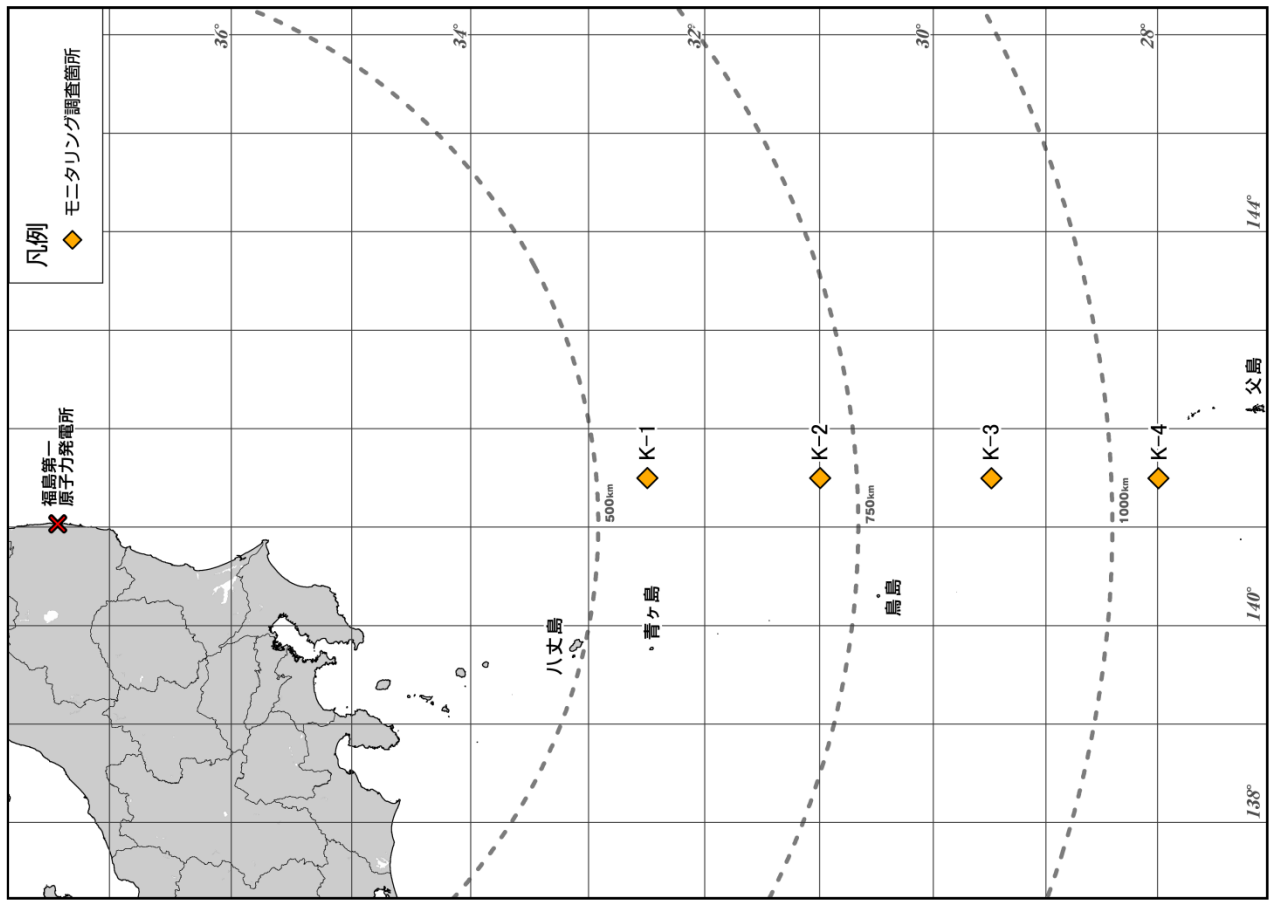 凡例
モニタリング調査箇所
36°
34°
32°
30°
28°
144°
140°
138°
福島第一
原子力発電所
K-1
K-2
K-3
K-4
500km
750km
1000km
八丈島
青ヶ島
鳥島
父島